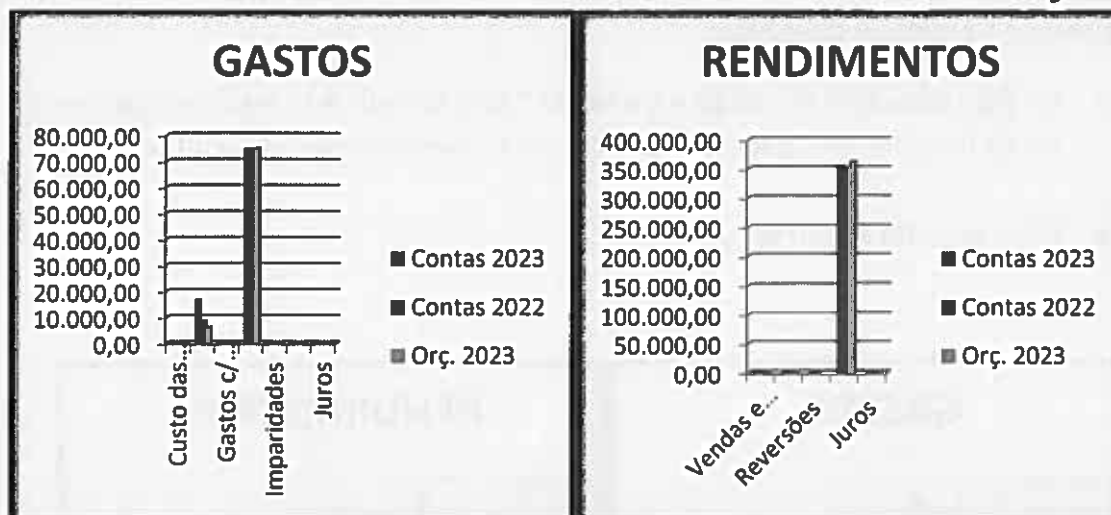 GASTOS
80.000,00
70.000,00
60.000,00
50.000,00
40.000,00
30.000,00
20.000,00
10.000,00
0,00
Custo das ...
Gastos c/...
Imparidades
Juros
Contas 2023
Contas 2022
Orç. 2023
RENDIMENTOS
400.000,00
350.000,00
300.000,00
250.000,00
200.000,00
150.000,00
100.000,00
50.000,00
0,00
Vendas e...
Reversões
Juros
Contas 2023
Contas 2022
Orç. 2023